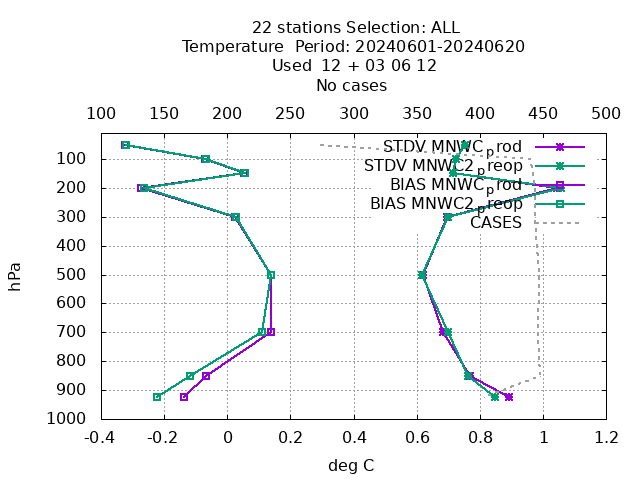 22 stations Selection: ALL
Temperature  Period: 20240601-20240620
Used  12 + 03 06 12
No cases
100 150 200 250 300 350 400 450 500
STDV MNWC_prod
STDV MNWC2_preop
BIAS MNWC_prod
BIAS MNWC2_preop
CASES
hPa
100
200
300
400
500
600
700
800
900
1000
-0.4 -0.2 0 0.2 0.4 0.6 0.8 1 1.2
deg C